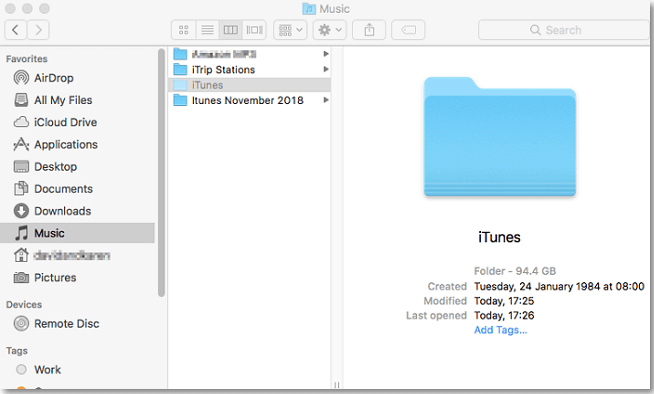 Music
Search
Favorites
AirDrop
All My Files
iCloud Drive
Applications
Desktop
Documents
Downloads
Music
Pictures
Devices
Remote Disc
Tags
Work
iTrip Stations
iTunes
Itunes November 2018
iTunes
Folder - 94.4 GB
Created Tuesday, 24 January 1984 at 08:00
Modified Today, 17:25
Last opened Today, 17:26
Add Tags...